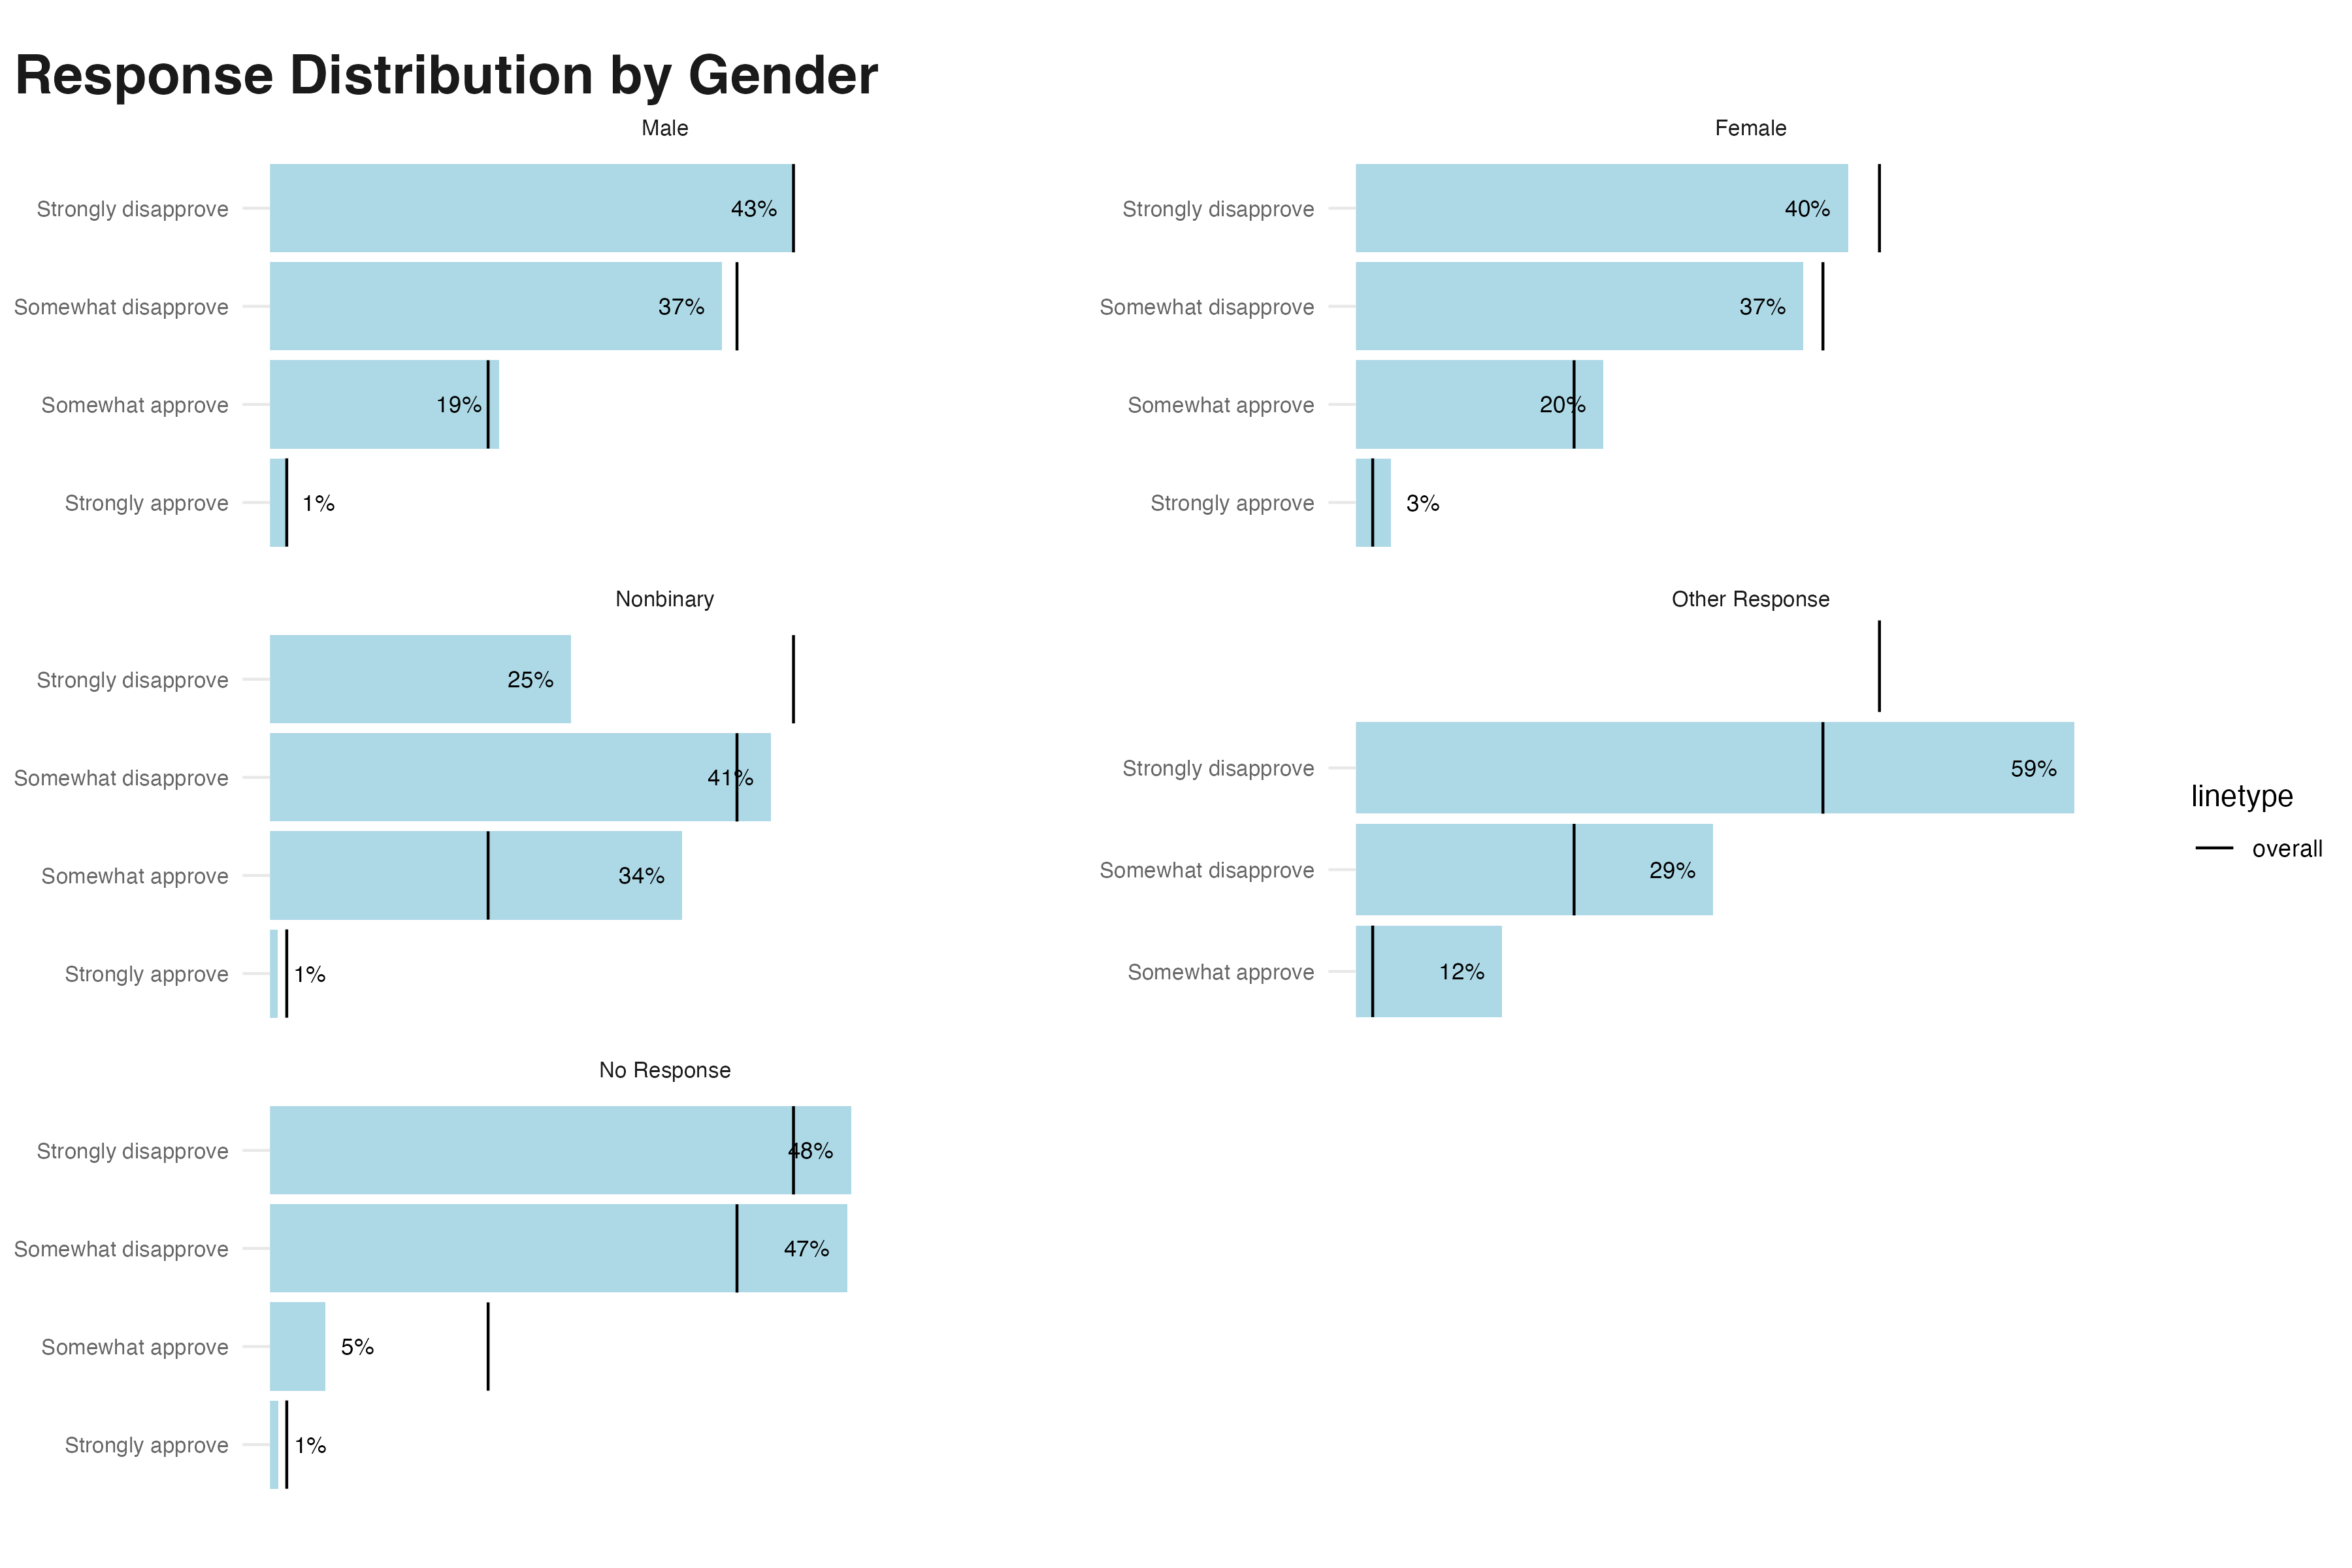 Response Distribution by Gender
Male
Strongly disapprove 43%
Somewhat disapprove 37%
Somewhat approve 19%
Strongly approve 1%
Female
Strongly disapprove 40%
Somewhat disapprove 37%
Somewhat approve 20%
Strongly approve 3%
Nonbinary
Strongly disapprove 25%
Somewhat disapprove 41%
Somewhat approve 34%
Strongly approve 1%
Other Response
Strongly disapprove 59%
Somewhat disapprove 29%
Somewhat approve 12%
No Response
Strongly disapprove 48%
Somewhat disapprove 47%
Somewhat approve 5%
Strongly approve 1%
linetype
overall